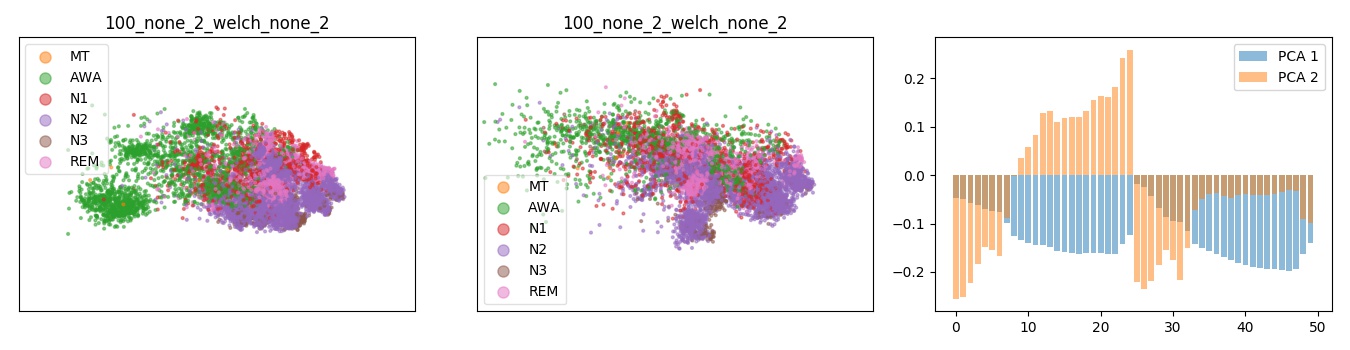 100_none_2_welch_none_2
MT
AWA
N1
N2
N3
REM
100_none_2_welch_none_2
MT
AWA
N1
N2
N3
REM
PCA 1
PCA 2
0.2
0.1
0.0
−0.1
−0.2
0 10 20 30 40 50